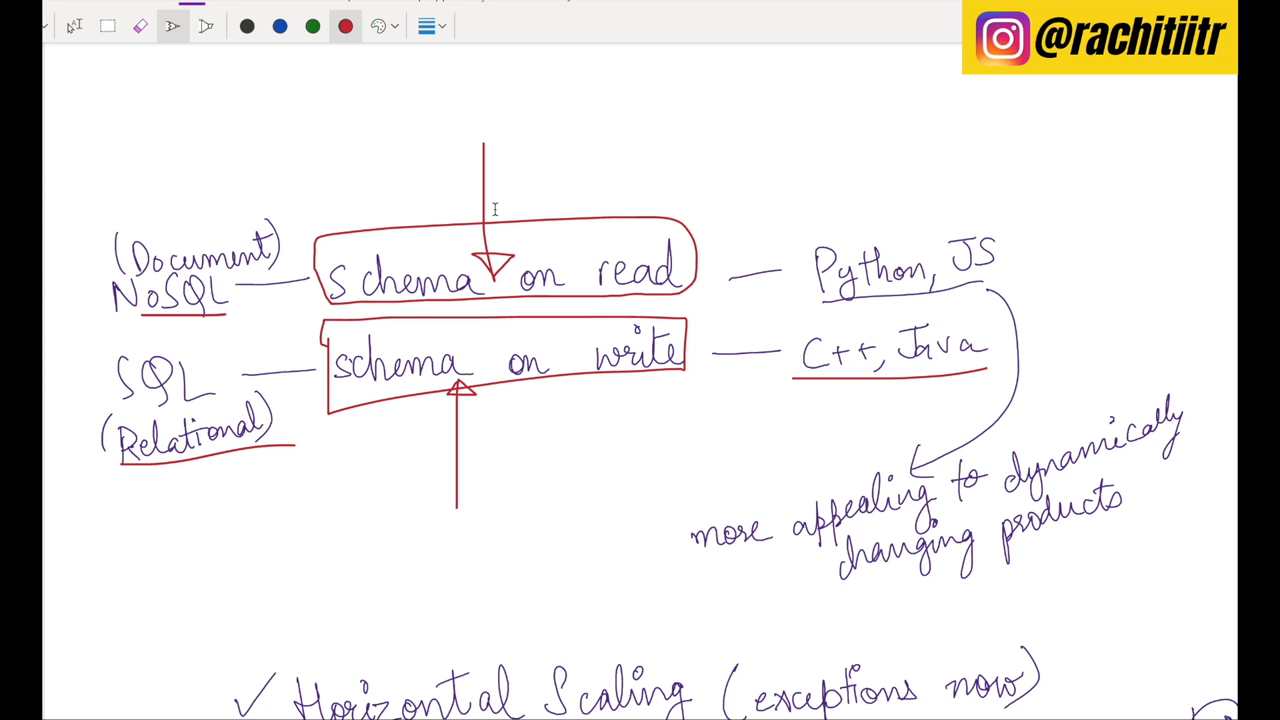 @rachitiitr
(Document)
NoSQL — schema on read — Python, JS
SQL — schema on write — C++, Java
(Relational)
more appealing to dynamically
changing products
✓ Horizontal Scaling (exceptions now)